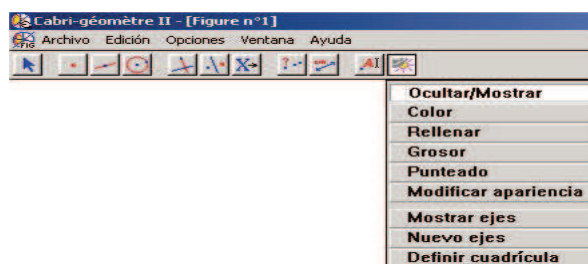 Cabri-géomètre II - [Figure n°1]
Archivo Edición Opciones Ventana Ayuda
Ocultar/Mostrar
Color
Rellenar
Grosor
Punteado
Modificar apariencia
Mostrar ejes
Nuevo ejes
Definir cuadrícula